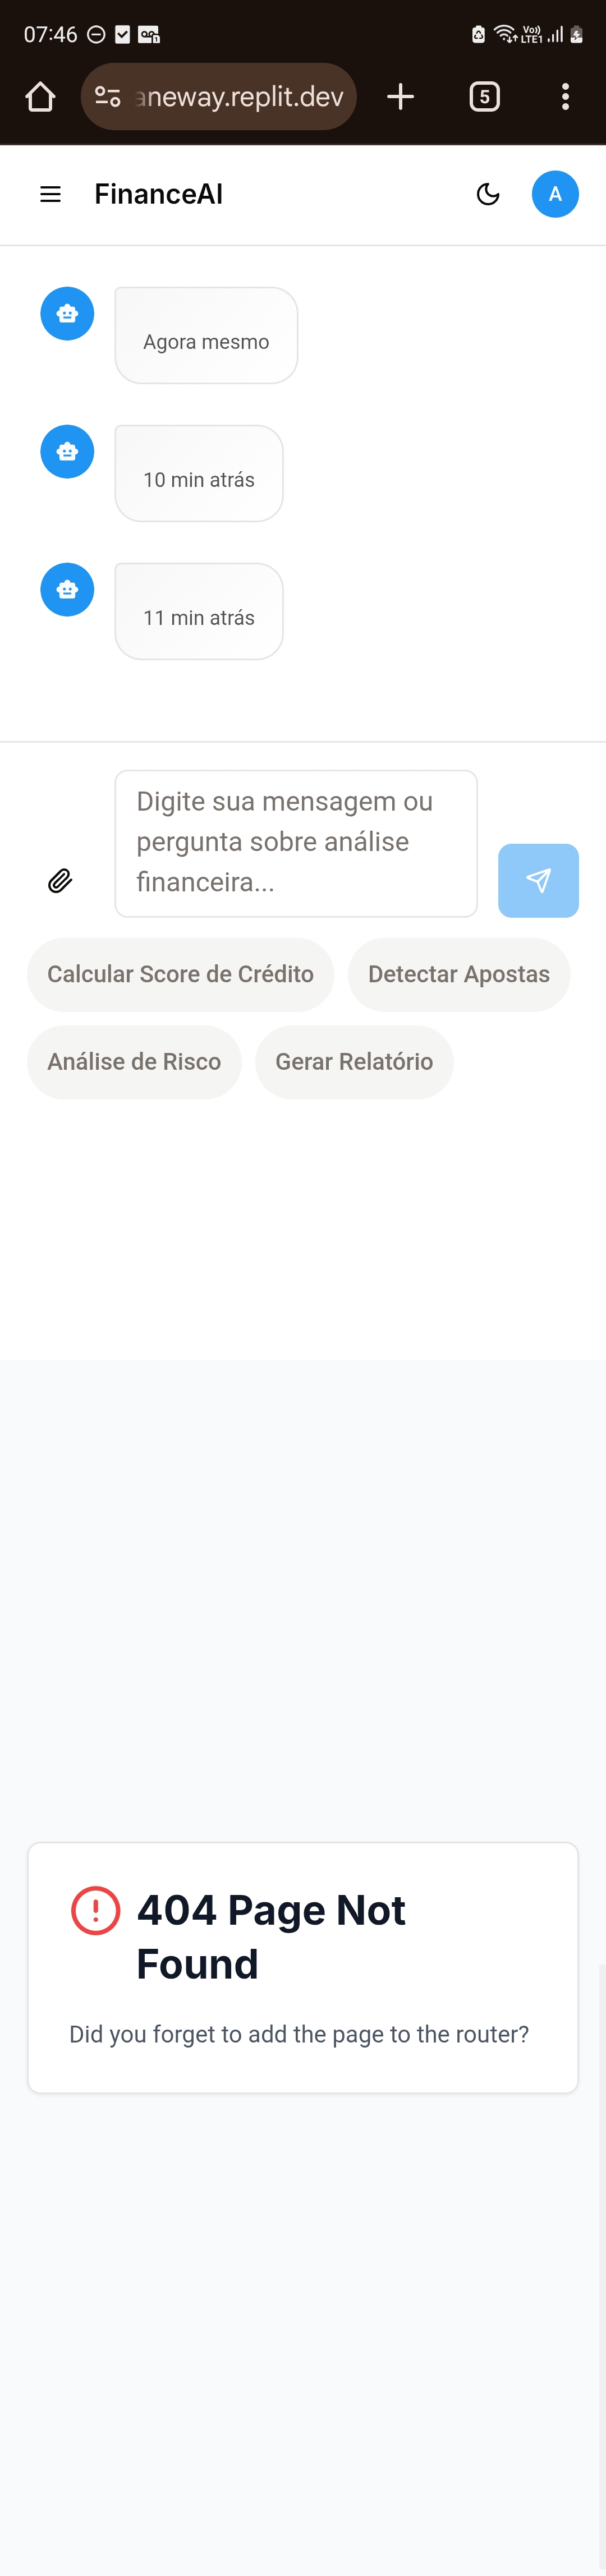 07:46
Vo))
LTE1
aneway.replit.dev
5
FinanceAI
A
Agora mesmo
10 min atrás
11 min atrás
Digite sua mensagem ou
pergunta sobre análise
financeira...
Calcular Score de Crédito
Detectar Apostas
Análise de Risco
Gerar Relatório
404 Page Not
Found
Did you forget to add the page to the router?